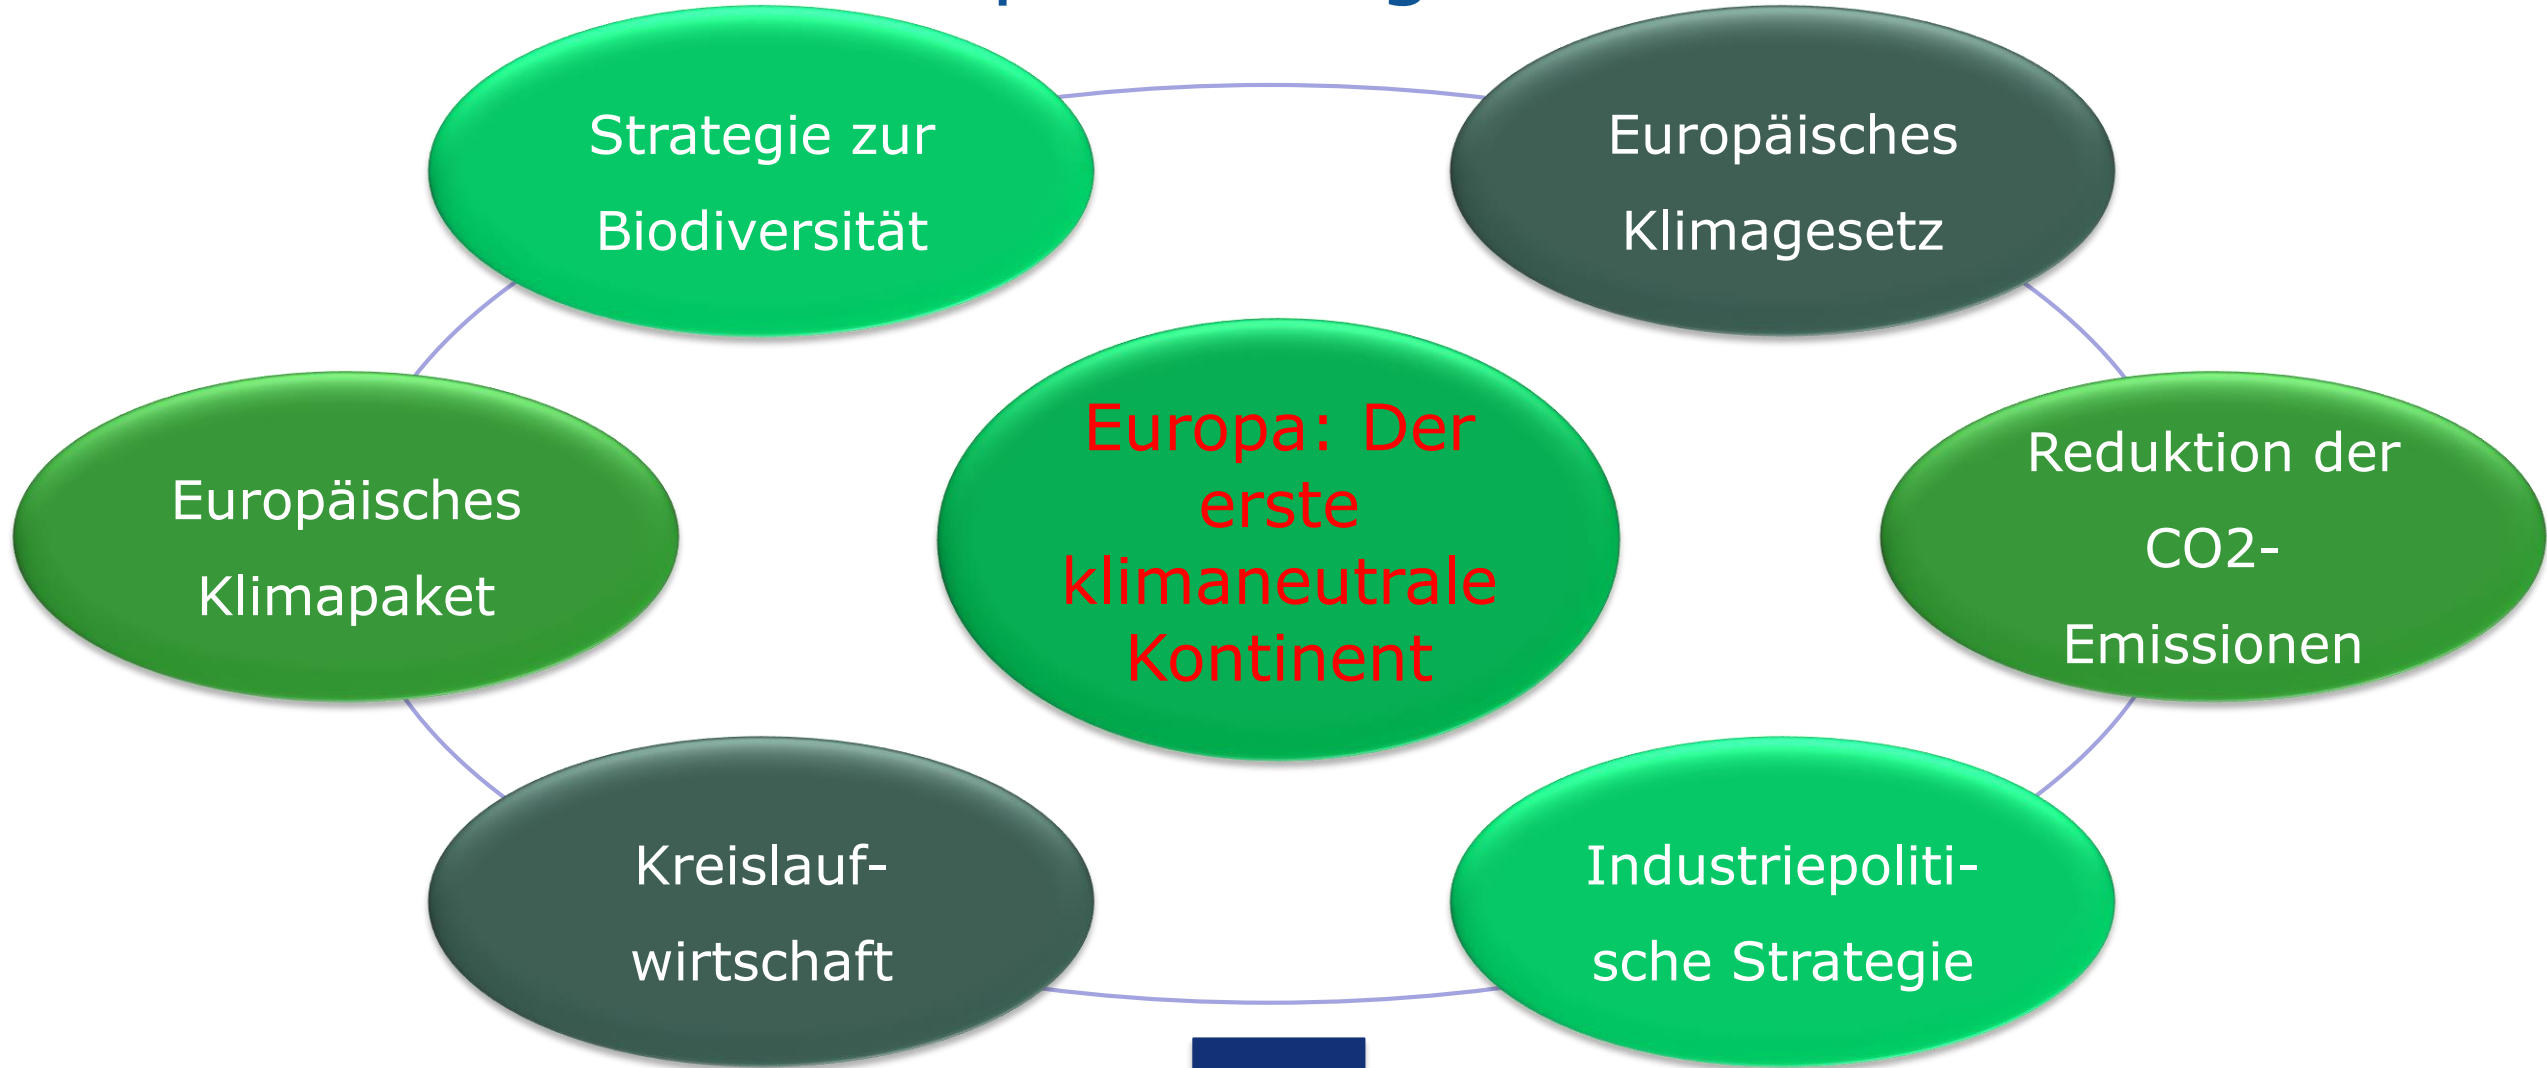 Strategie zur
Biodiversität
Europäisches
Klimagesetz
Europa: Der
erste
klimaneutrale
Kontinent
Europäisches
Klimapaket
Reduktion der
CO2-
Emissionen
Kreislauf-
wirtschaft
Industriepoliti-
sche Strategie